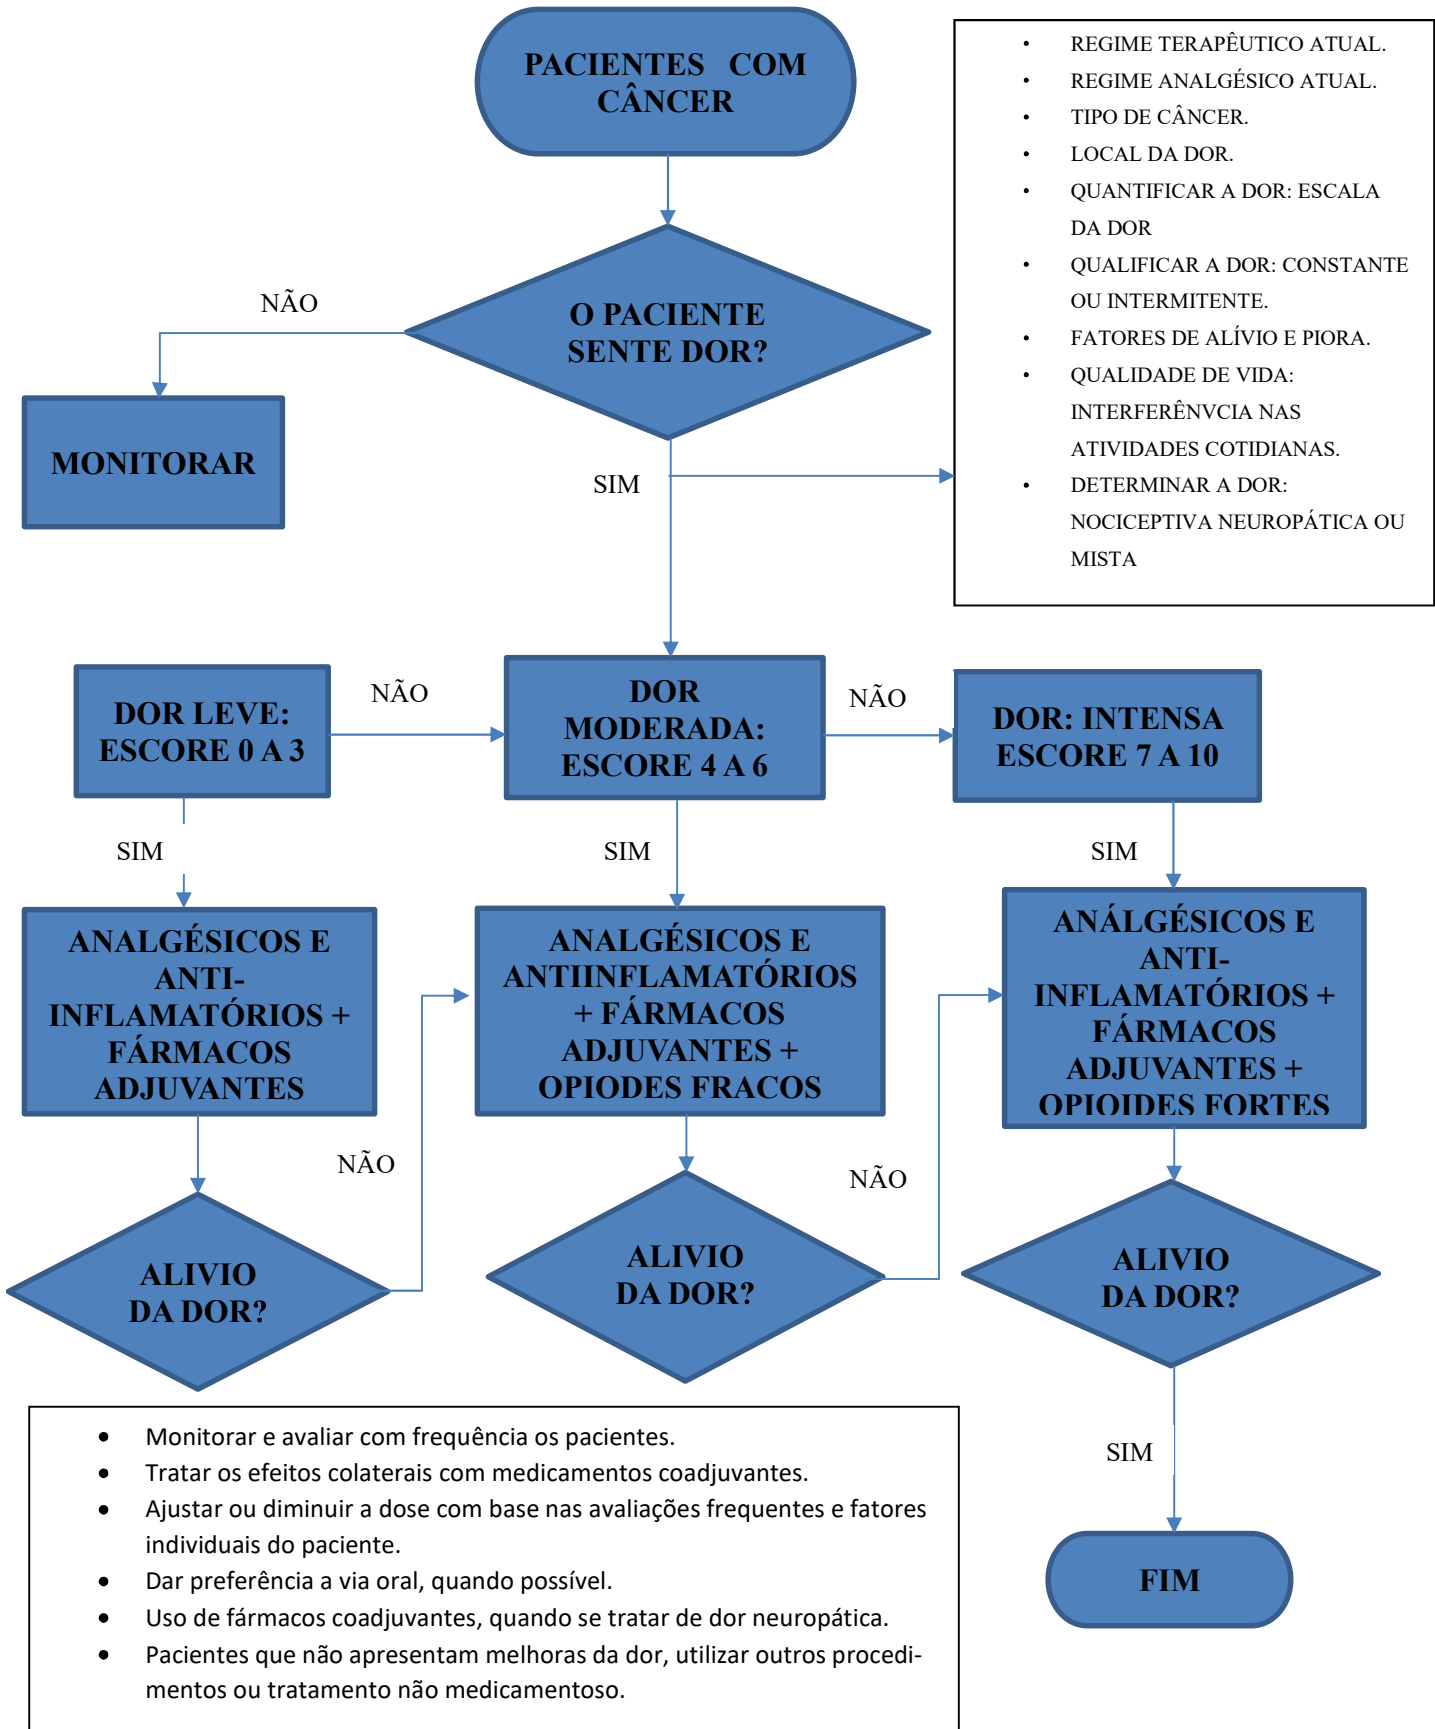 PACIENTES COM
CÂNCER
• REGIME TERAPÊUTICO ATUAL.
• REGIME ANALGÉSICO ATUAL.
• TIPO DE CÂNCER.
• LOCAL DA DOR.
• QUANTIFICAR A DOR: ESCALA
DA DOR
• QUALIFICAR A DOR: CONSTANTE
OU INTERMITENTE.
• FATORES DE ALÍVIO E PIORA.
• QUALIDADE DE VIDA:
INTERFERÊNVCIA NAS
ATIVIDADES COTIDIANAS.
• DETERMINAR A DOR:
NOCICEPTIVA NEUROPÁTICA OU
MISTA
O PACIENTE
SENTE DOR?
NÃO
MONITORAR
SIM
DOR LEVE:
ESCORE 0 A 3
NÃO
DOR
MODERADA:
ESCORE 4 A 6
NÃO
DOR: INTENSA
ESCORE 7 A 10
SIM
SIM
SIM
ANALGÉSICOS E
ANTI-
INFLAMATÓRIOS +
FÁRMACOS
ADJUVANTES
ANALGÉSICOS E
ANTIINFLAMATÓRIOS
+ FÁRMACOS
ADJUVANTES +
OPIODES FRACOS
ANÁLGÉSICOS E
ANTI-
INFLAMATÓRIOS +
FÁRMACOS
ADJUVANTES +
OPIOIDES FORTES
NÃO
NÃO
ALIVIO
DA DOR?
ALIVIO
DA DOR?
ALIVIO
DA DOR?
SIM
FIM
• Monitorar e avaliar com frequência os pacientes.
• Tratar os efeitos colaterais com medicamentos coadjuvantes.
• Ajustar ou diminuir a dose com base nas avaliações frequentes e fatores
individuais do paciente.
• Dar preferência a via oral, quando possível.
• Uso de fármacos coadjuvantes, quando se tratar de dor neuropática.
• Pacientes que não apresentam melhoras da dor, utilizar outros procedi-
mentos ou tratamento não medicamentoso.